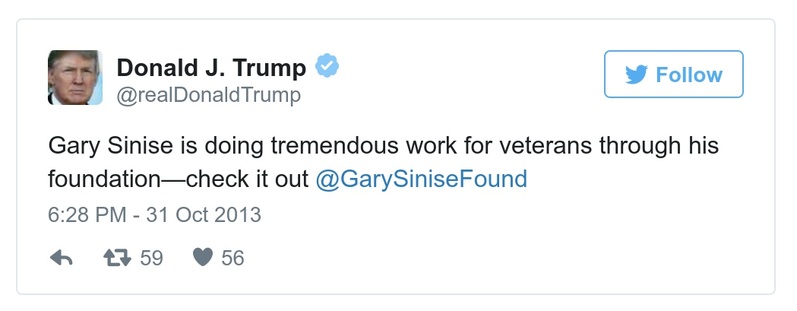 Donald J. Trump
@realDonaldTrump
Follow
Gary Sinise is doing tremendous work for veterans through his
foundation—check it out @GarySiniseFound
6:28 PM - 31 Oct 2013
59 56